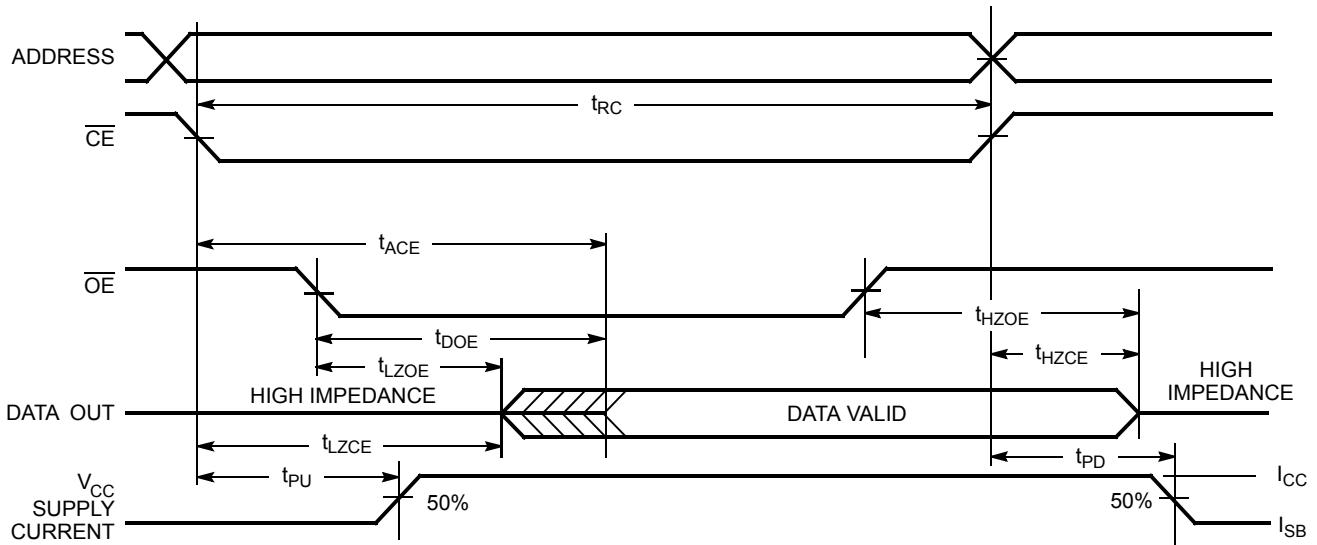 ADDRESS
tRC
CE
tACE
OE
tHZOE
tDOE
tHZCE
tLZOE
HIGH
IMPEDANCE
HIGH IMPEDANCE
DATA OUT
DATA VALID
tLZCE
tPD
tPU
VCC
SUPPLY
CURRENT
50%
50%
ICC
ISB